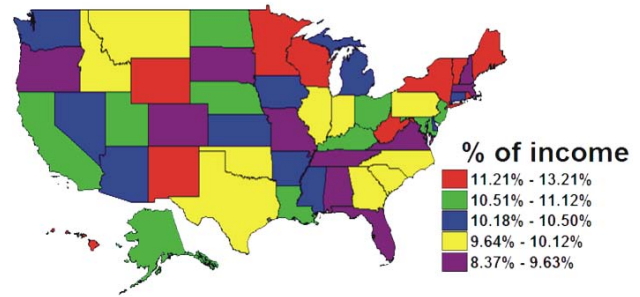 % of income
11.21% - 13.21%
10.51% - 11.12%
10.18% - 10.50%
9.64% - 10.12%
8.37% - 9.63%